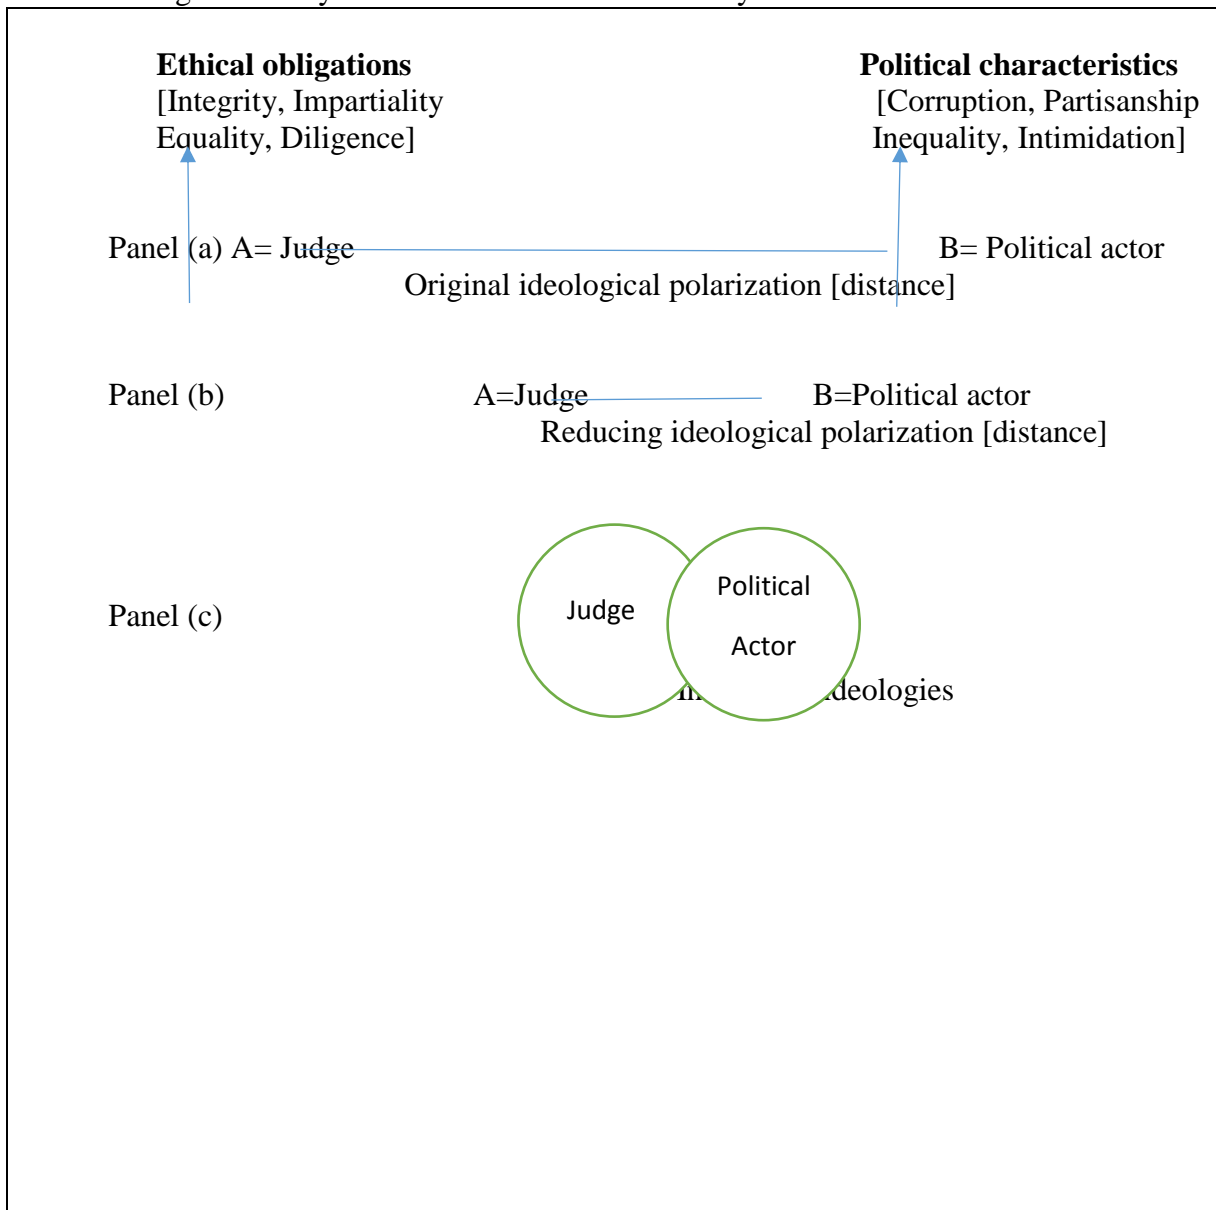 Ethical obligations Political characteristics
[Integrity, Impartiality [Corruption, Partisanship
Equality, Diligence] Inequality, Intimidation]
Panel (a) A= Judge B= Political actor
Original ideological polarization [distance]
Panel (b) A=Judge B=Political actor
Reducing ideological polarization [distance]
Political
Judge
Panel (c)
Actor
ideologies